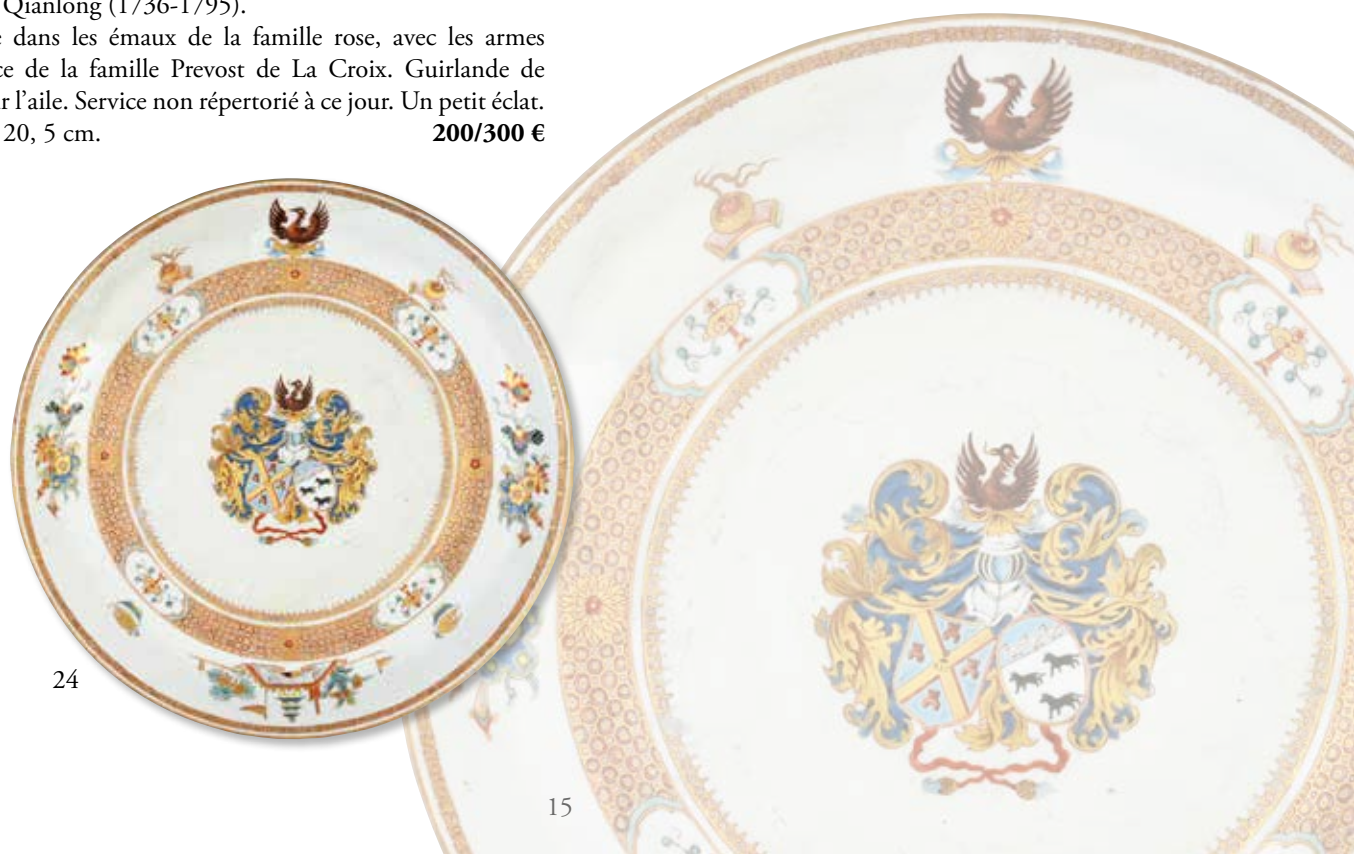 Qianlong (1736-1795).
dans les émaux de la famille rose, avec les armes
de la famille Prevost de La Croix. Guirlande de
l’aile. Service non répertorié à ce jour. Un petit éclat.
20, 5 cm. 200/300 €
24
15